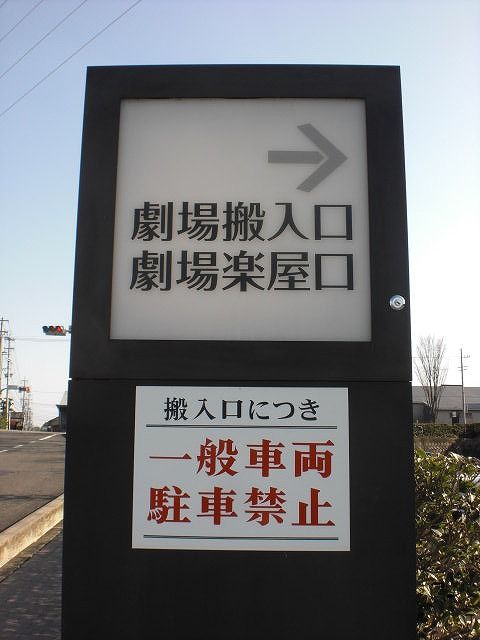 劇場搬入口
劇場楽屋口
搬入口につき
一般車両
駐車禁止